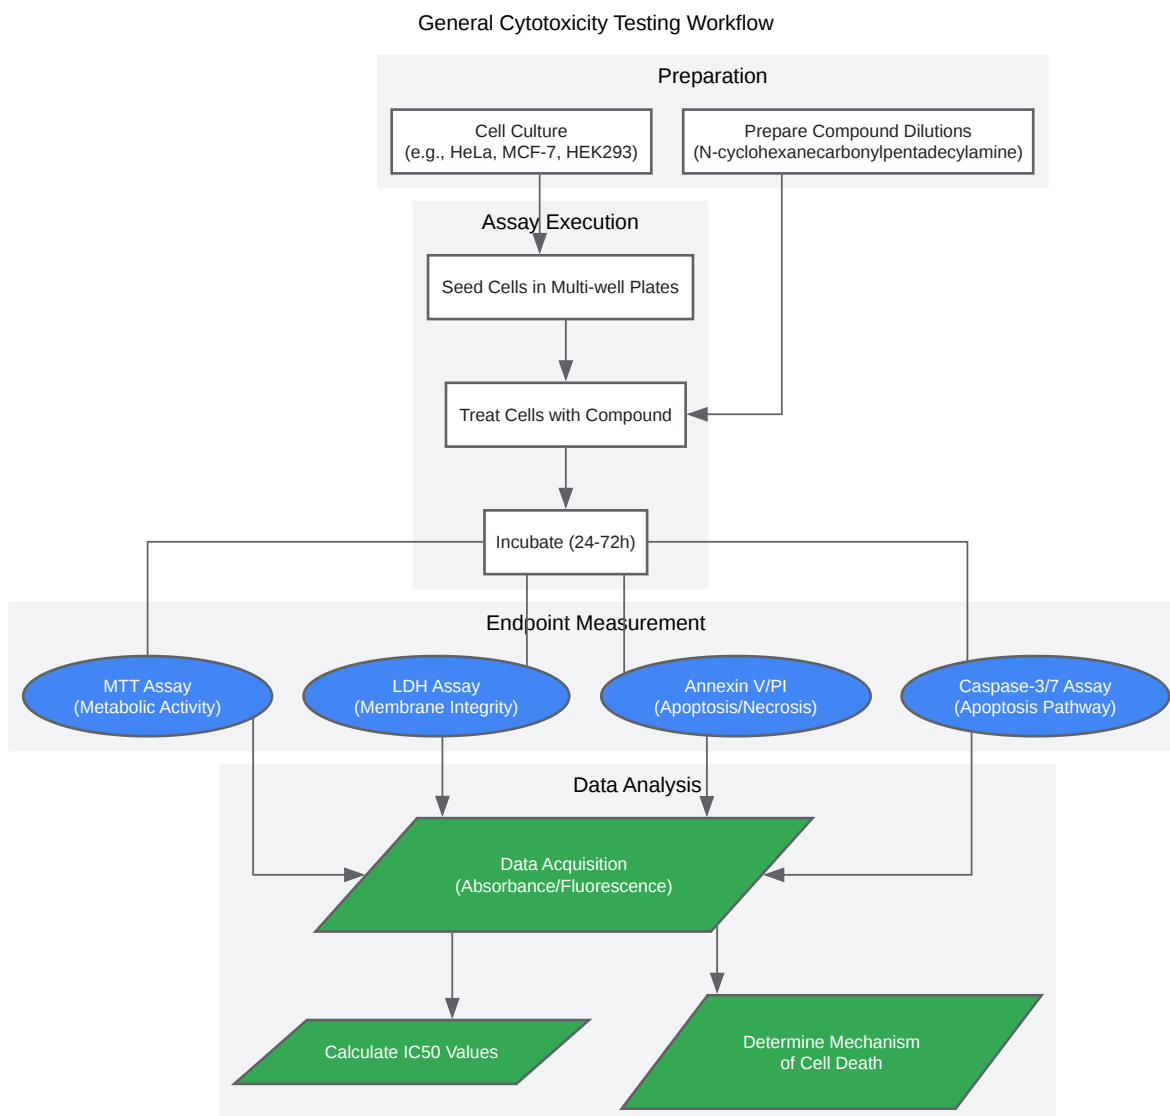 General Cytotoxicity Testing Workflow
Preparation
Cell Culture
(e.g., HeLa, MCF-7, HEK293)
Prepare Compound Dilutions
(N-cyclohexanecarbonylpentadecylamine)
Assay Execution
Seed Cells in Multi-well Plates
Treat Cells with Compound
Incubate (24-72h)
Endpoint Measurement
MTT Assay
(Metabolic Activity)
LDH Assay
(Membrane Integrity)
Annexin V/PI
(Apoptosis/Necrosis)
Caspase-3/7 Assay
(Apoptosis Pathway)
Data Analysis
Data Acquisition
(Absorbance/Fluorescence)
Calculate IC50 Values
Determine Mechanism
of Cell Death